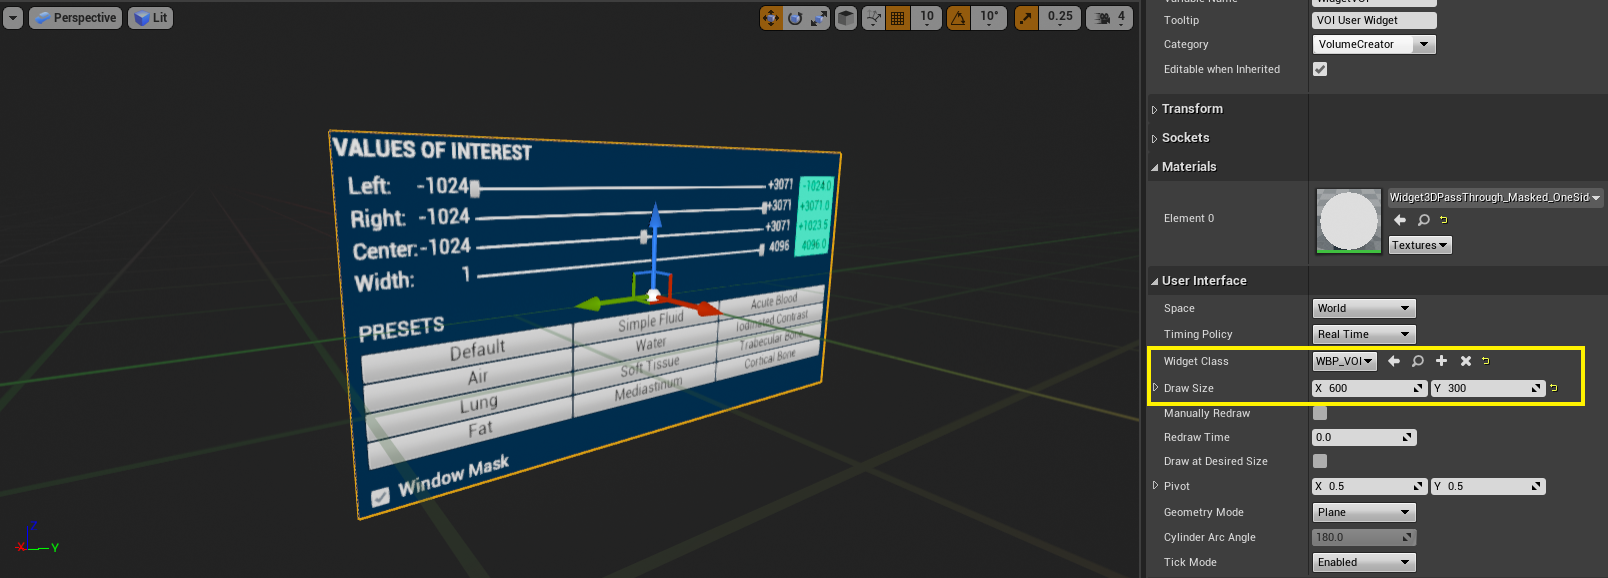 Perspective
Lit
10
10°
0.25
4
VALUES OF INTEREST
Left: -1024 +3071 -1024.0
Right: -1024 +3071 +3071.0
Center: -1024 +3071 +1023.5
Width: 1 4096 4096.0
PRESETS
Default Simple Fluid Acute Blood
Air Water Iodinated Contrast
Lung Soft Tissue Trabecular Bone
Fat Mediastinum Cortical Bone
Window Mask
Z
X
Y
Tooltip VOI User Widget
Category VolumeCreator
Editable when Inherited
Transform
Sockets
Materials
Element 0 Widget3DPassThrough_Masked_OneSid
Textures
User Interface
Space World
Timing Policy Real Time
Widget Class WBP_VOI
Draw Size X 600 Y 300
Manually Redraw
Redraw Time 0.0
Draw at Desired Size
Pivot X 0.5 Y 0.5
Geometry Mode Plane
Cylinder Arc Angle 180.0
Tick Mode Enabled